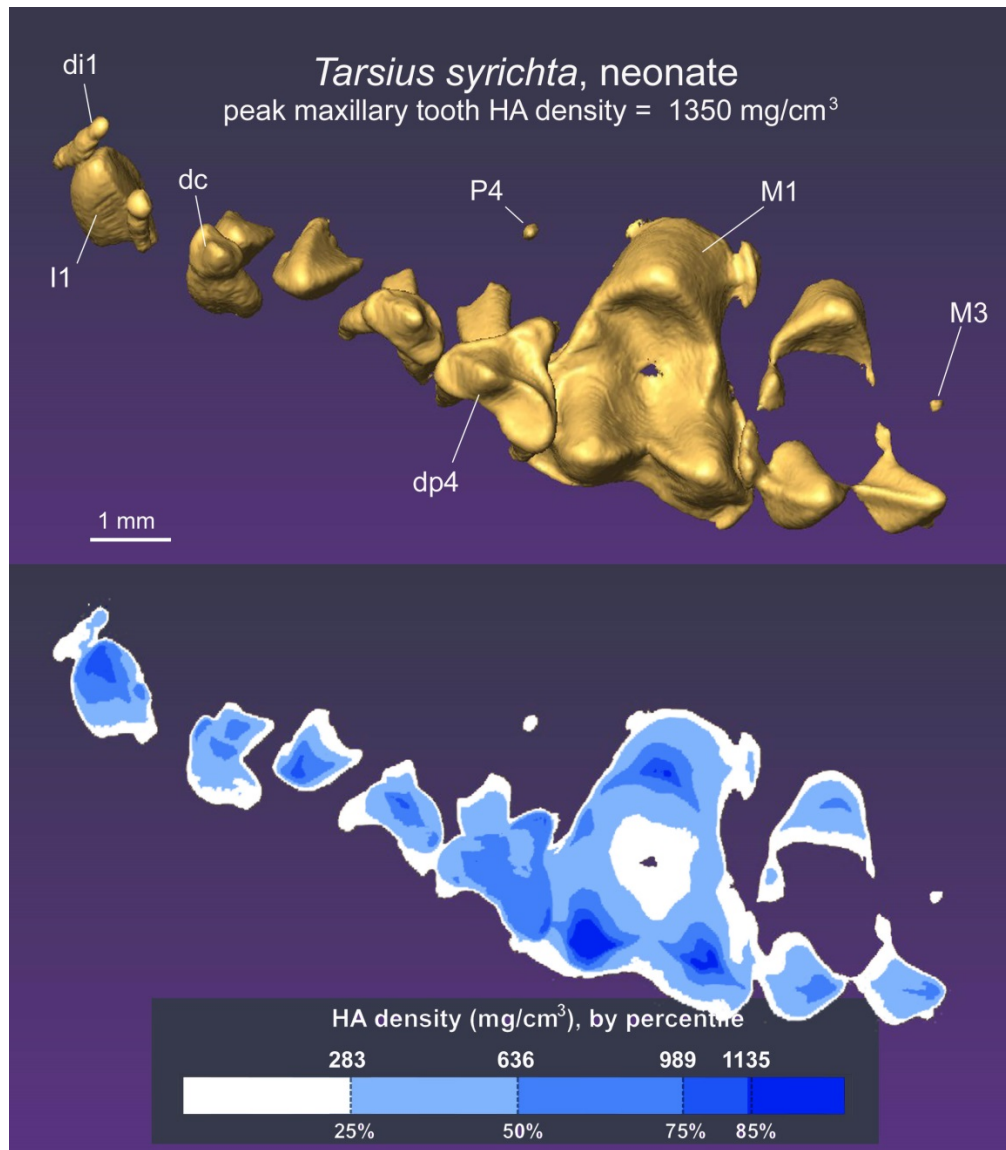 Tarsius syrichta, neonate
peak maxillary tooth HA density = 1350 mg/cm³
di1
dc
P4
M1
I1
M3
dp4
1 mm
HA density (mg/cm³), by percentile
283 636 989 1135
25% 50% 75% 85%